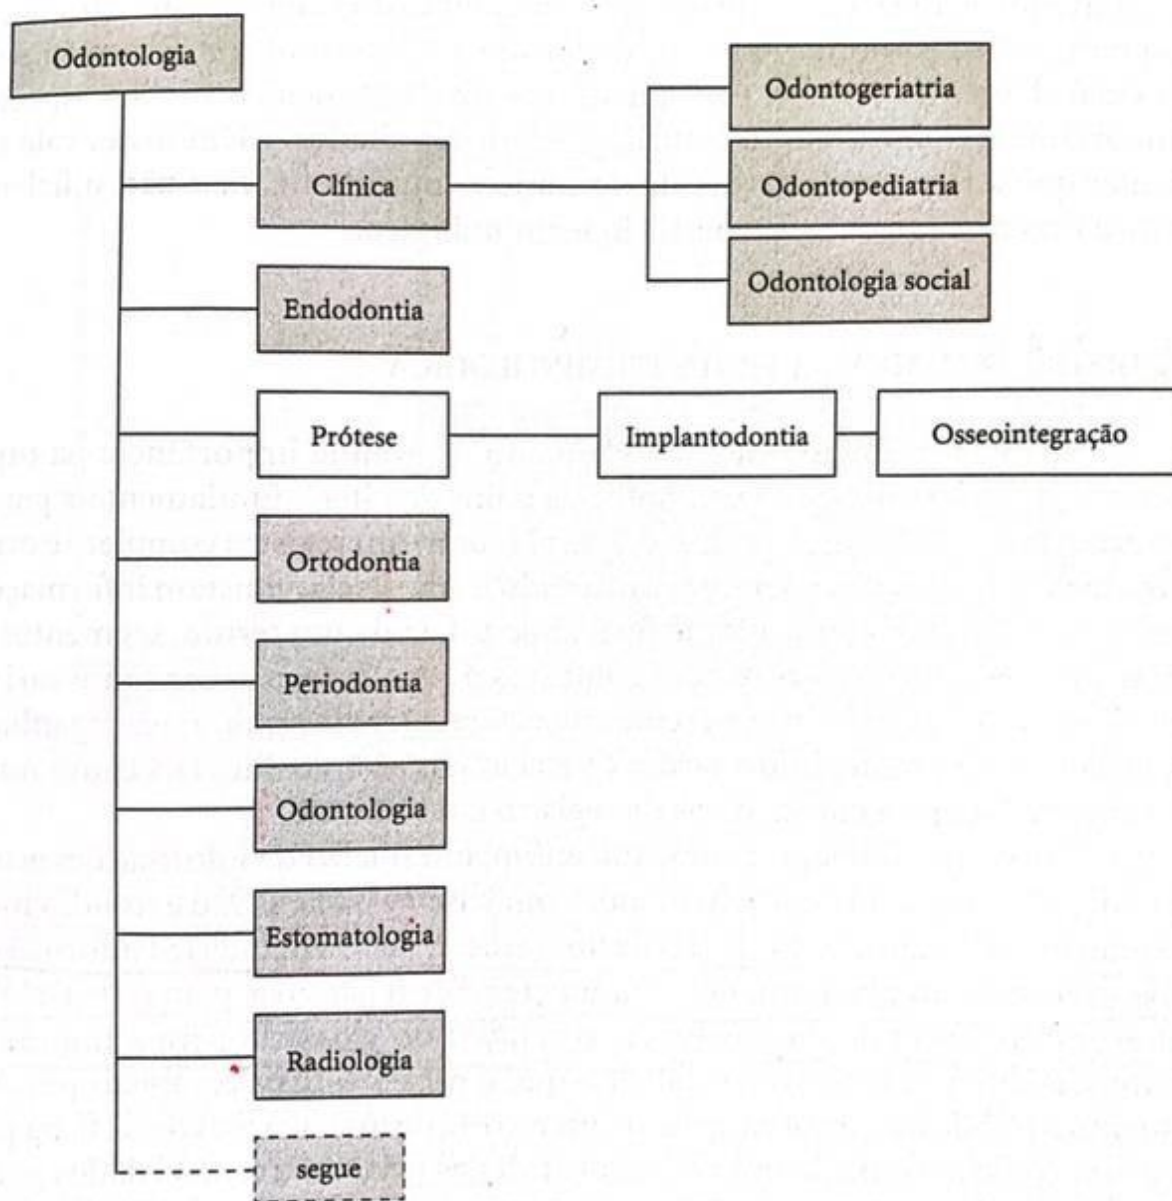 Odontologia
Clínica
Odontogeriatria
Odontopediatria
Odontologia social
Endodontia
Prótese
Implantodontia
Osseointegração
Ortodontia
Periodontia
Odontologia
Estomatologia
Radiologia
segue